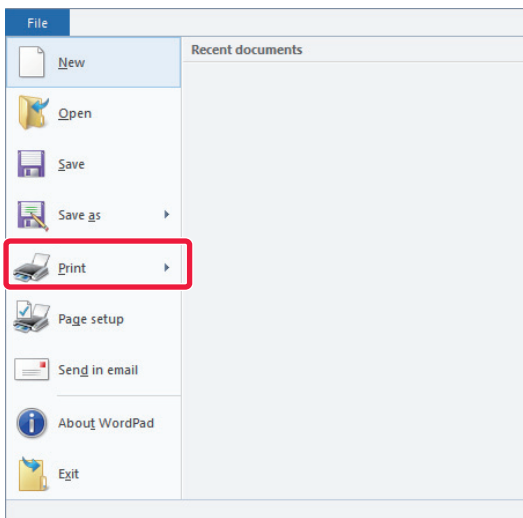 File
Recent documents
New
Open
Save
Save as
Print
Page setup
Send in email
About WordPad
Exit